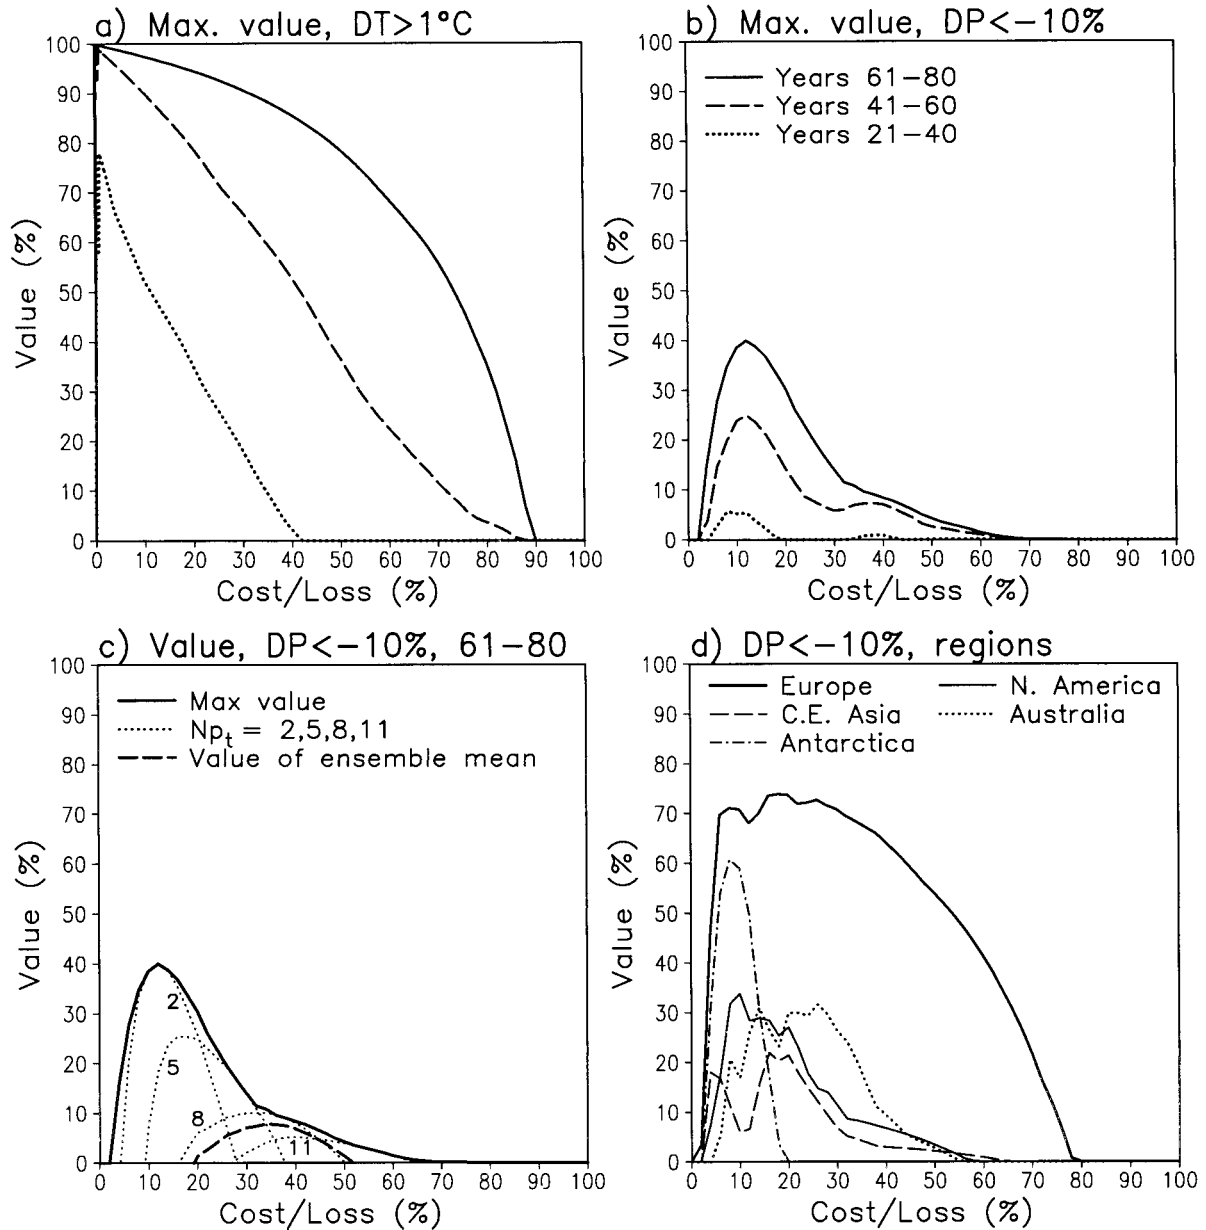 a) Max. value, DT>1°C
100
90
80
70
60
50
40
30
20
10
0
Value (%)
0 10 20 30 40 50 60 70 80 90 100
Cost/Loss (%)
b) Max. value, DP<-10%
Years 61-80
Years 41-60
Years 21-40
100
90
80
70
60
50
40
30
20
10
0
Value (%)
0 10 20 30 40 50 60 70 80 90 100
Cost/Loss (%)
c) Value, DP<-10%, 61-80
Max value
Npt = 2,5,8,11
Value of ensemble mean
100
90
80
70
60
50
40
30
20
10
0
Value (%)
2
5
8
11
0 10 20 30 40 50 60 70 80 90 100
Cost/Loss (%)
d) DP<-10%, regions
Europe
N. America
C.E. Asia
Australia
Antarctica
100
90
80
70
60
50
40
30
20
10
0
Value (%)
0 10 20 30 40 50 60 70 80 90 100
Cost/Loss (%)